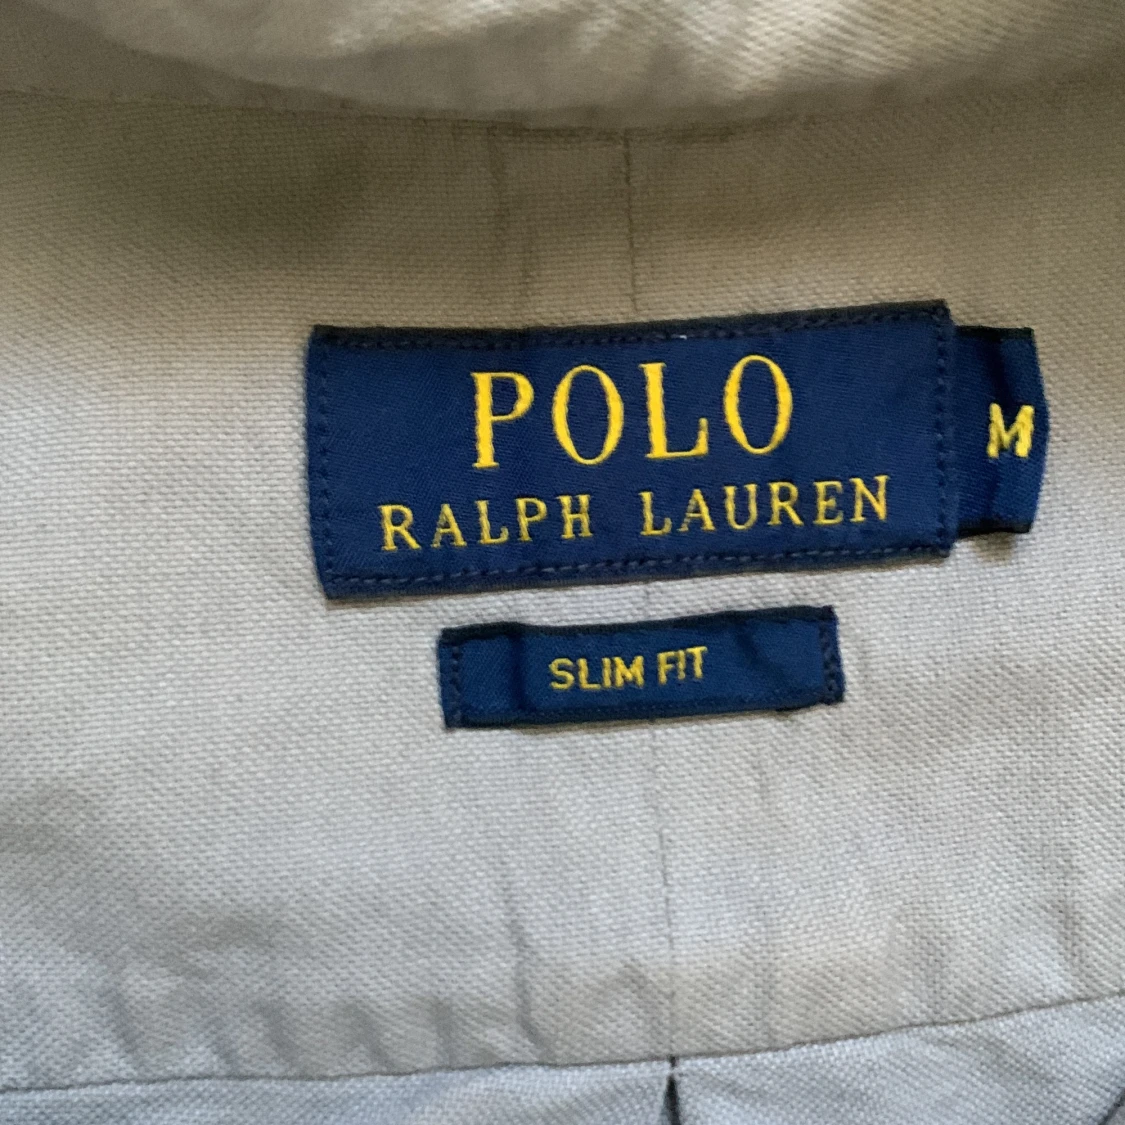 POLO
RALPH LAUREN
M
SLIM FIT